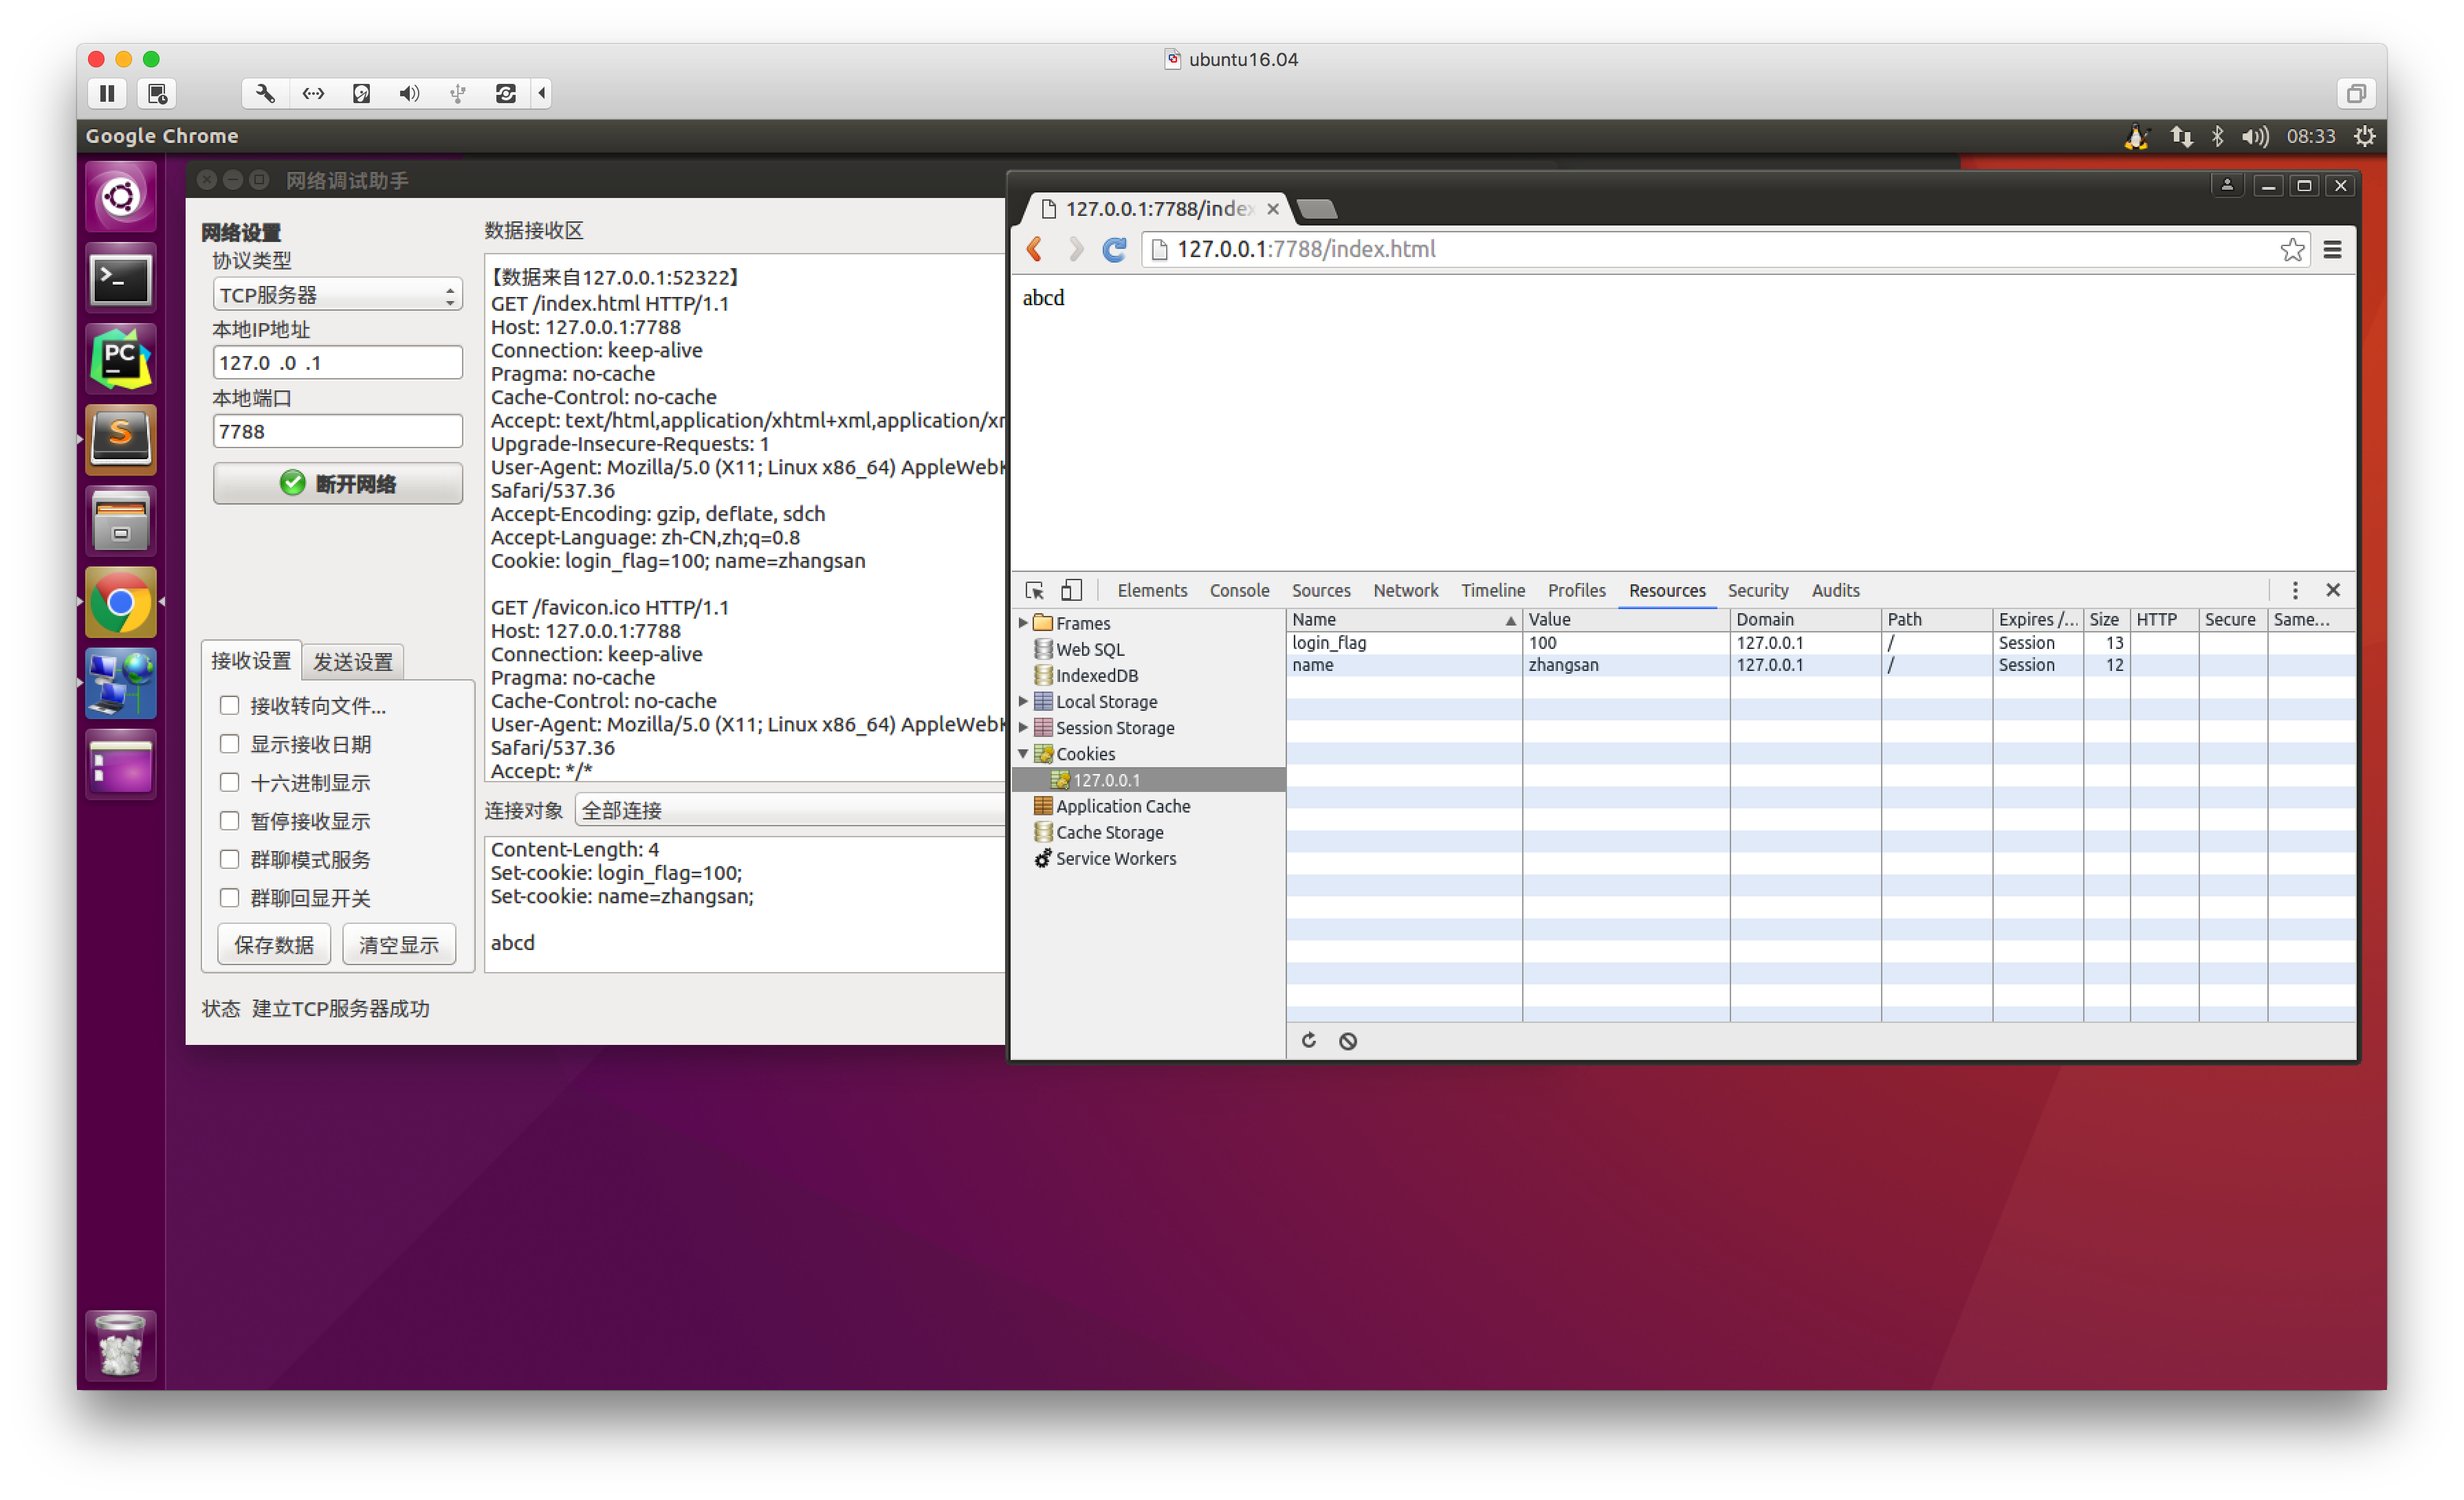 ubuntu16.04
Google Chrome
08:33
网络调试助手
网络设置
协议类型
TCP服务器
本地IP地址
127.0 .0 .1
本地端口
7788
断开网络
接收设置 发送设置
接收转向文件...
显示接收日期
十六进制显示
暂停接收显示
群聊模式服务
群聊回显开关
保存数据 清空显示
状态 建立TCP服务器成功
数据接收区
【数据来自127.0.0.1:52322】
GET /index.html HTTP/1.1
Host: 127.0.0.1:7788
Connection: keep-alive
Pragma: no-cache
Cache-Control: no-cache
Accept: text/html,application/xhtml+xml,application/xr
Upgrade-Insecure-Requests: 1
User-Agent: Mozilla/5.0 (X11; Linux x86_64) AppleWebK
Safari/537.36
Accept-Encoding: gzip, deflate, sdch
Accept-Language: zh-CN,zh;q=0.8
Cookie: login_flag=100; name=zhangsan
GET /favicon.ico HTTP/1.1
Host: 127.0.0.1:7788
Connection: keep-alive
Pragma: no-cache
Cache-Control: no-cache
User-Agent: Mozilla/5.0 (X11; Linux x86_64) AppleWebK
Safari/537.36
Accept: */*
连接对象 全部连接
Content-Length: 4
Set-cookie: login_flag=100;
Set-cookie: name=zhangsan;
abcd
127.0.0.1:7788/index
127.0.0.1:7788/index.html
abcd
Elements Console Sources Network Timeline Profiles Resources Security Audits
Frames
Web SQL
IndexedDB
Local Storage
Session Storage
Cookies
127.0.0.1
Application Cache
Cache Storage
Service Workers
Name Value Domain Path Expires /... Size HTTP Secure Same...
login_flag 100 127.0.0.1 / Session 13
name zhangsan 127.0.0.1 / Session 12
PC
S